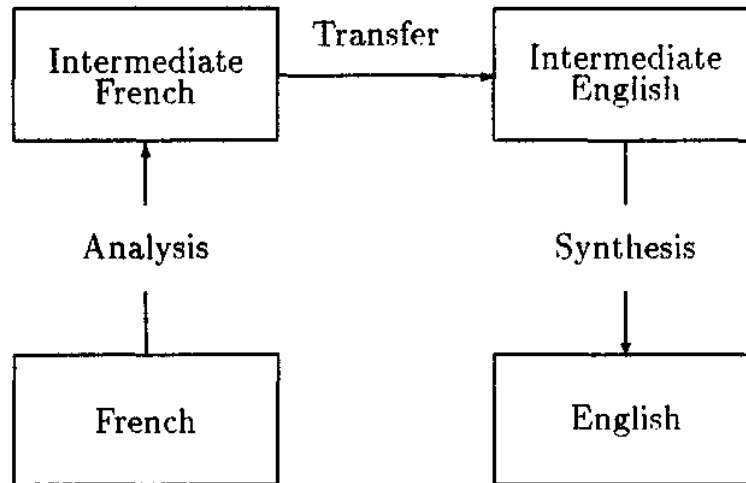 Transfer
Intermediate
French
Intermediate
English
Analysis
Synthesis
French
English